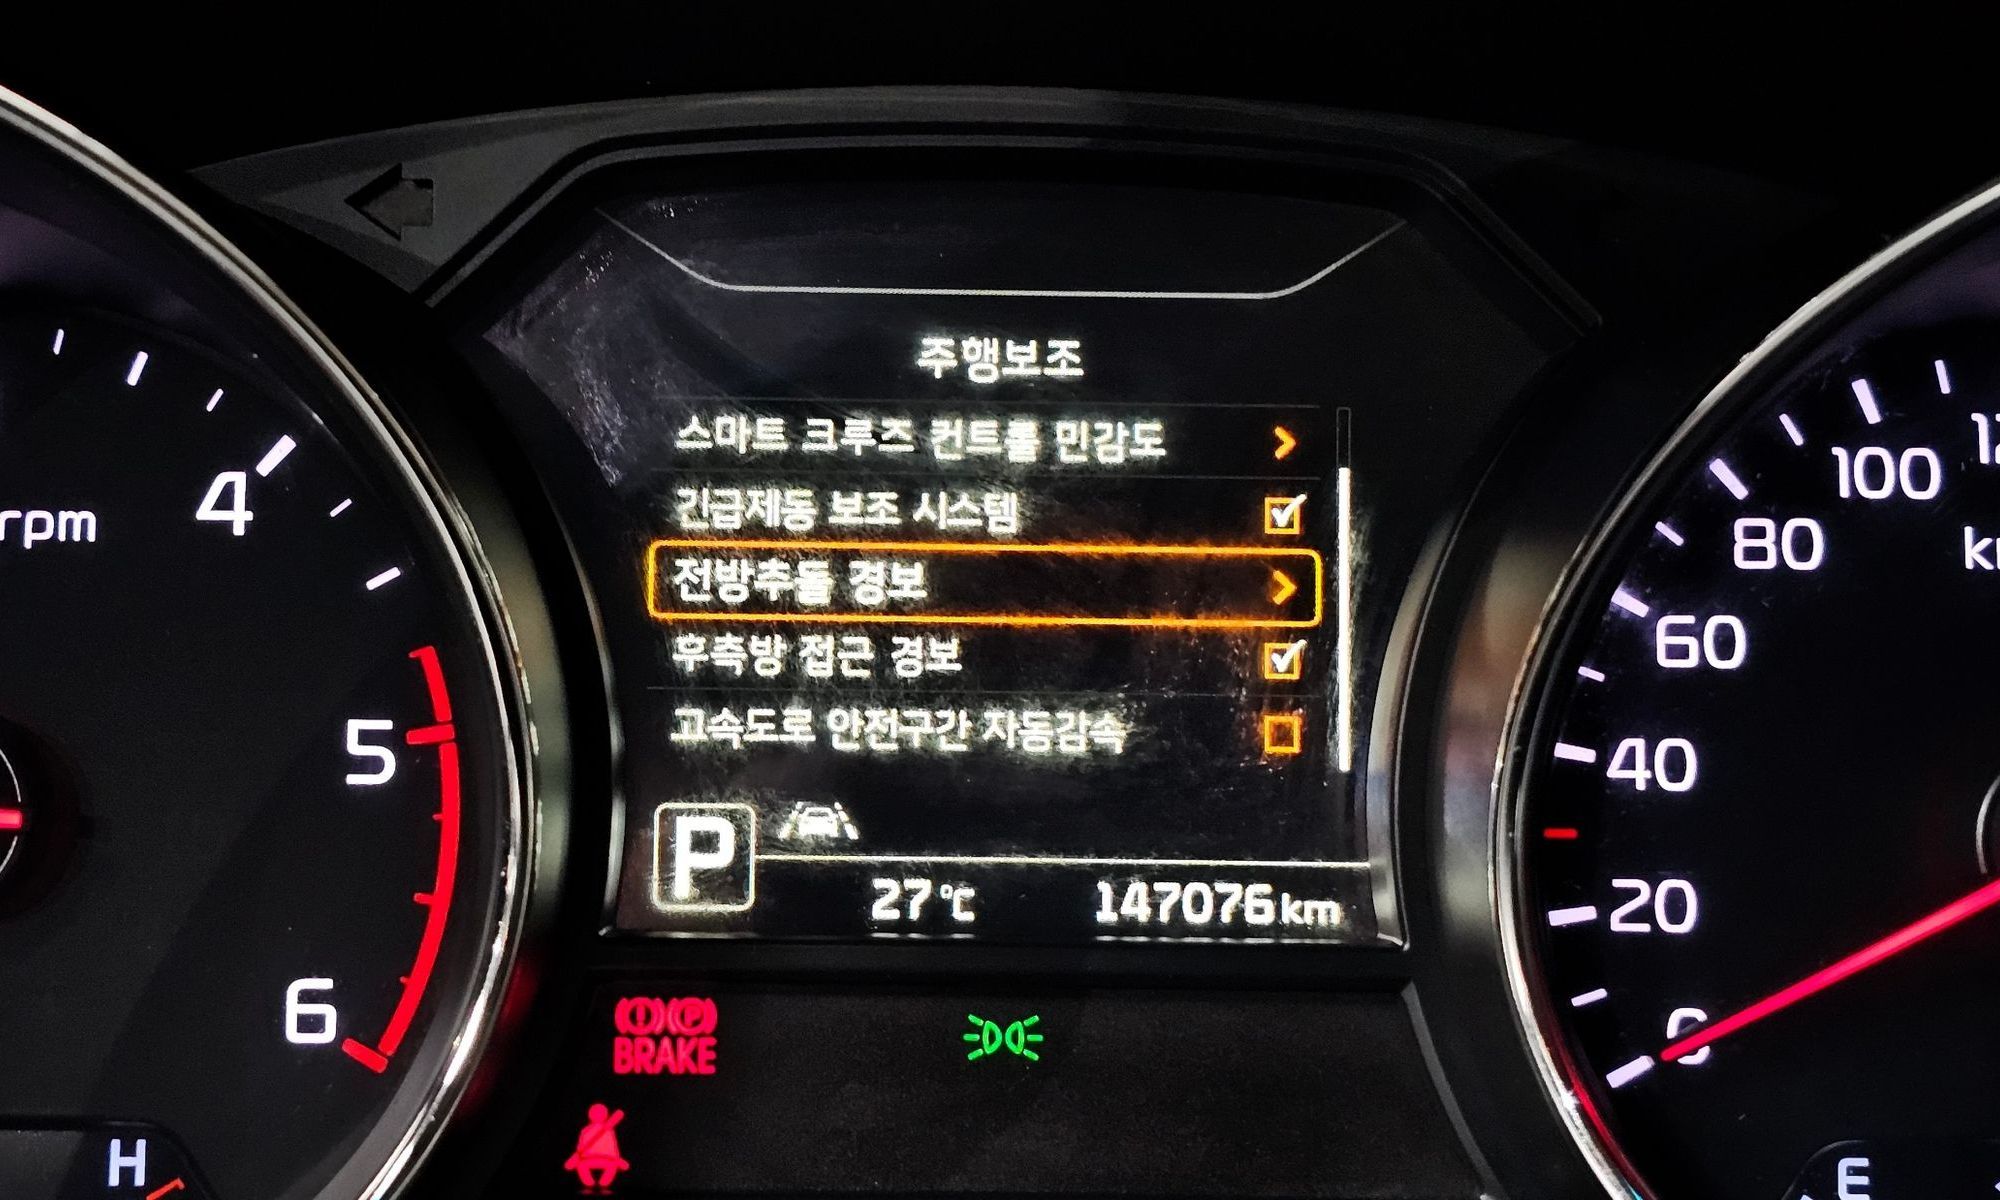 주행보조
스마트 크루즈 컨트롤 민감도
긴급제동 보조 시스템
전방추돌 경보
후측방 접근 경보
고속도로 안전구간 자동감속
P
27°C
147076km
BRAKE
rpm
4
5
6
H
100
80
60
40
20
0
E